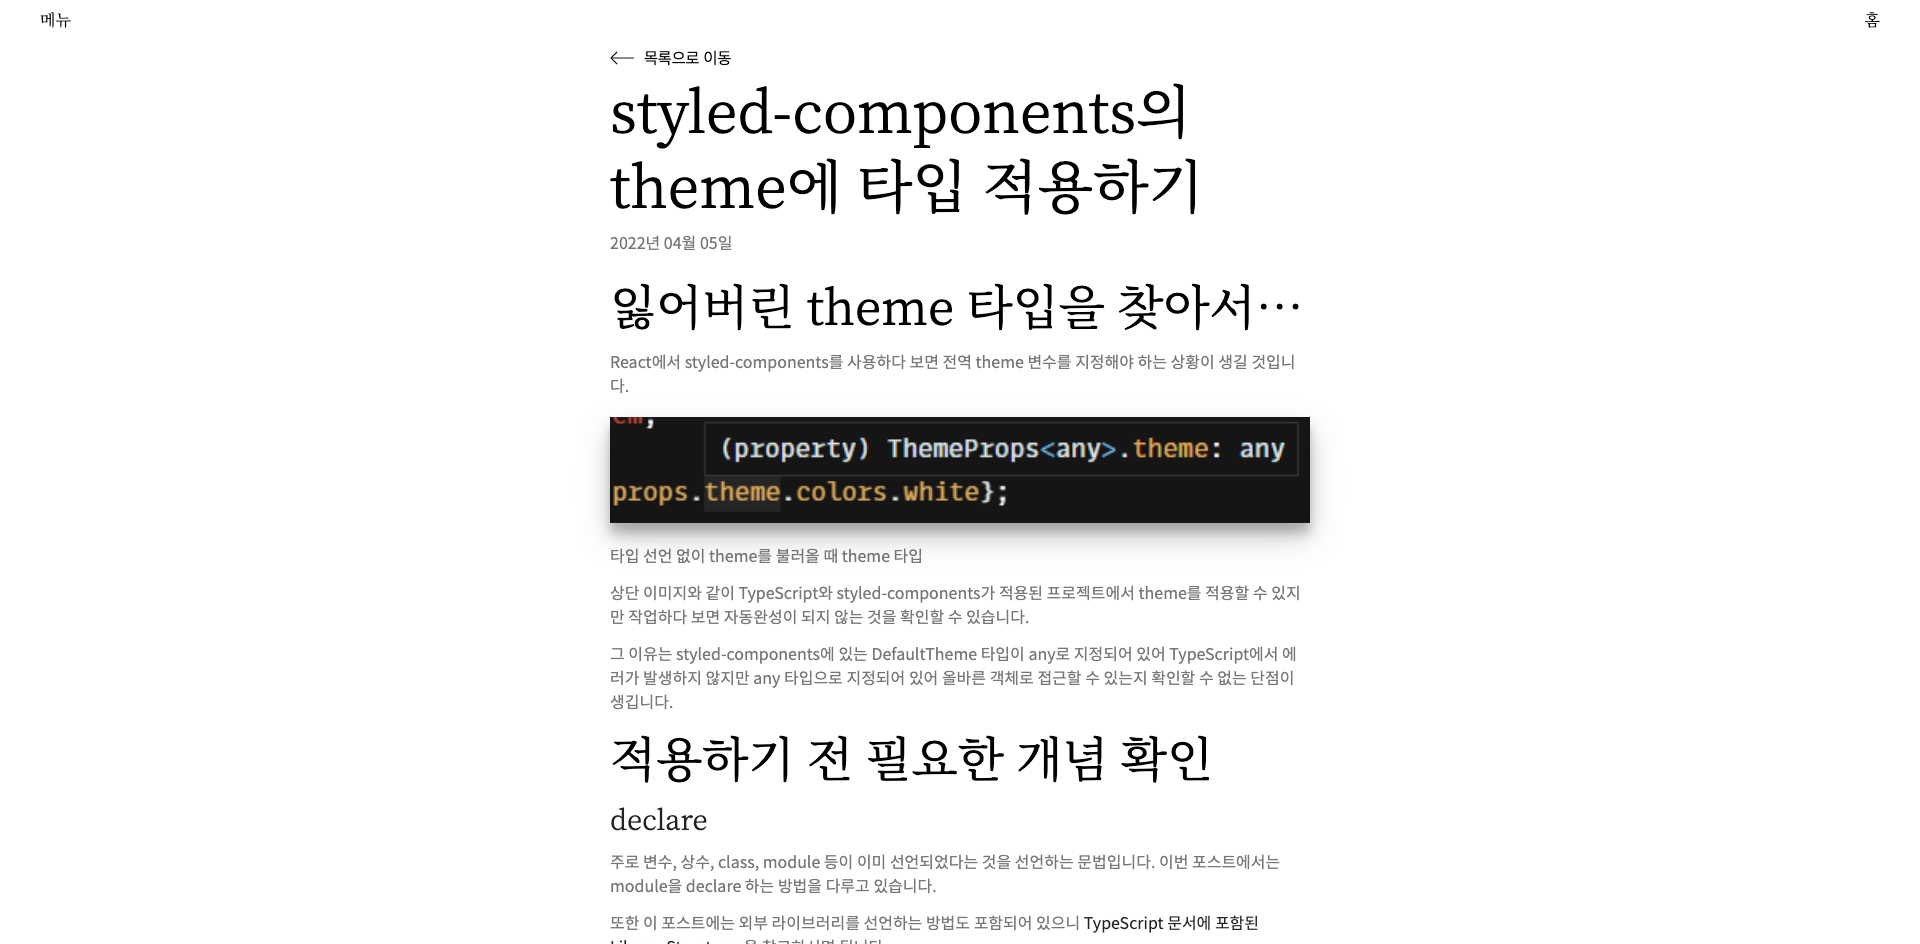 메뉴
홈
목록으로 이동
styled-components의
theme에 타입 적용하기
2022년 04월 05일
잃어버린 theme 타입을 찾아서…
React에서 styled-components를 사용하다 보면 전역 theme 변수를 지정해야 하는 상황이 생길 것입니
다.
em;
(property) ThemeProps<any>.theme: any
props.theme.colors.white};
타입 선언 없이 theme를 불러올 때 theme 타입
상단 이미지와 같이 TypeScript와 styled-components가 적용된 프로젝트에서 theme를 적용할 수 있지
만 작업하다 보면 자동완성이 되지 않는 것을 확인할 수 있습니다.
그 이유는 styled-components에 있는 DefaultTheme 타입이 any로 지정되어 있어 TypeScript에서 에
러가 발생하지 않지만 any 타입으로 지정되어 있어 올바른 객체로 접근할 수 있는지 확인할 수 없는 단점이
생깁니다.
적용하기 전 필요한 개념 확인
declare
주로 변수, 상수, class, module 등이 이미 선언되었다는 것을 선언하는 문법입니다. 이번 포스트에서는
module을 declare 하는 방법을 다루고 있습니다.
또한 이 포스트에는 외부 라이브러리를 선언하는 방법도 포함되어 있으니 TypeScript 문서에 포함된